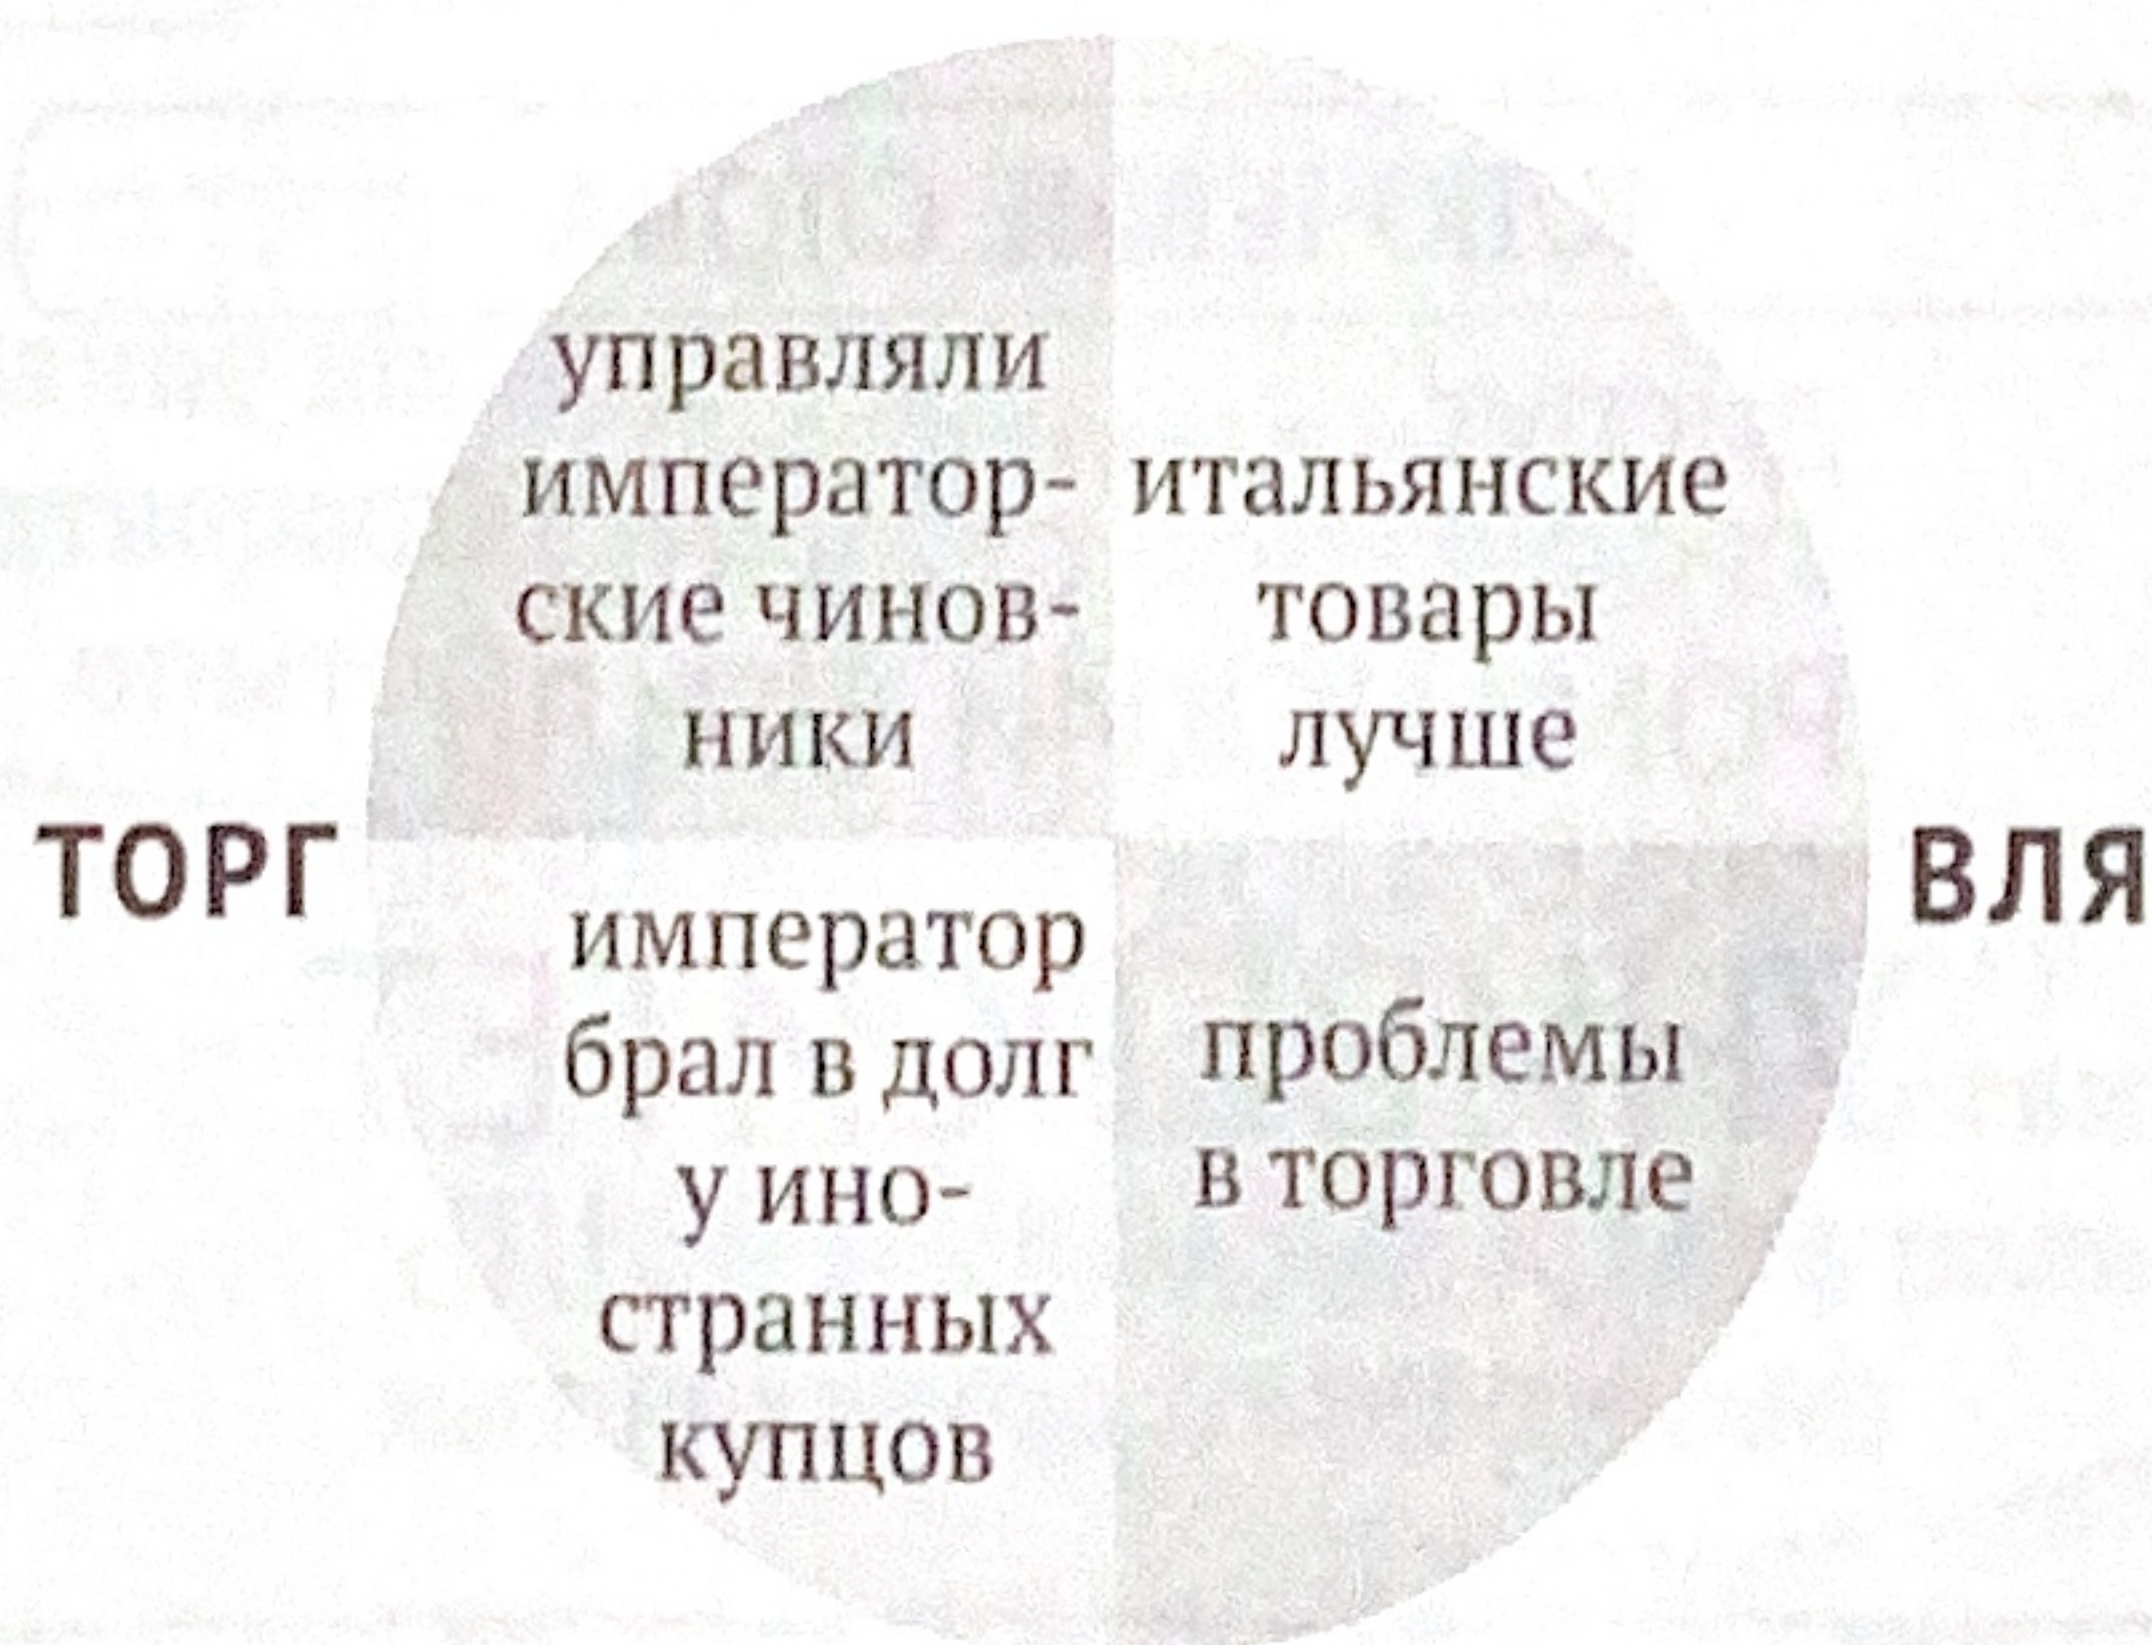 управляли
император-
ские чинов-
ники
итальянские
товары
лучше
ТОРГ
ВЛЯ
император
брал в долг
у ино-
странных
купцов
проблемы
в торговле